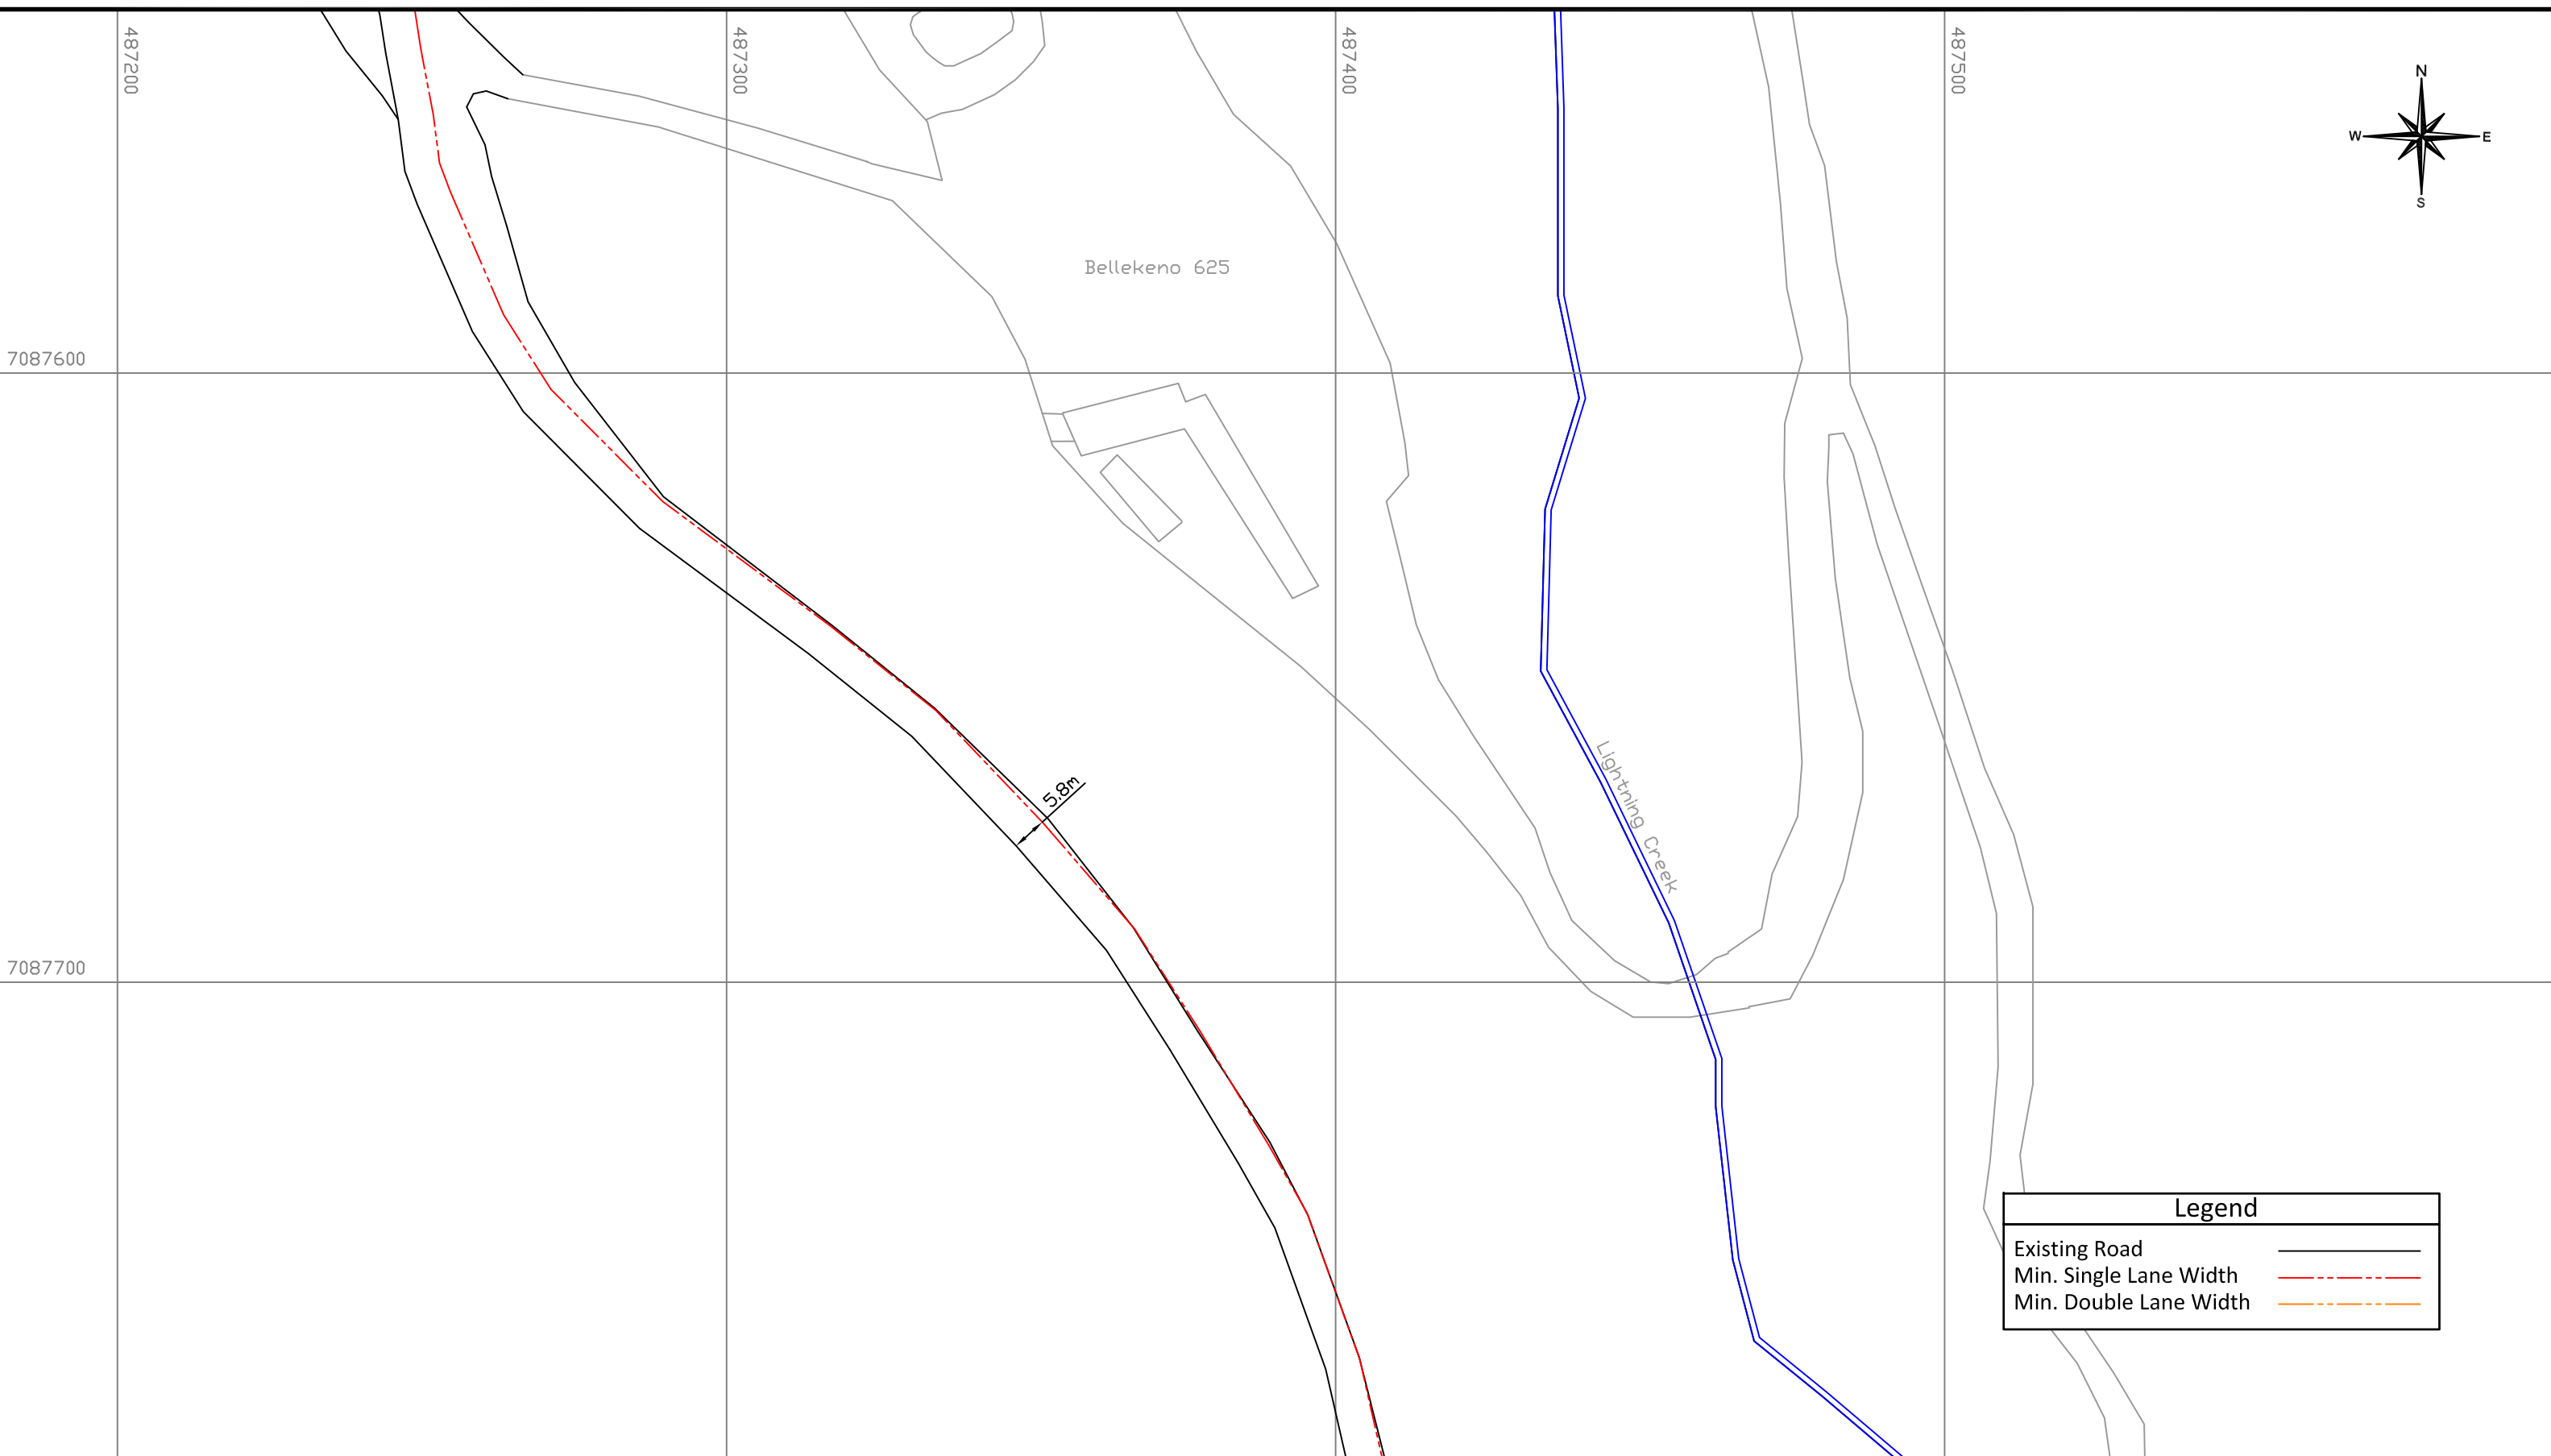 487200
487300
487400
487500
N
W
E
S
Bellekeno 625
7087600
5.8m
Lightning Creek
7087700
Legend
Existing Road
Min. Single Lane Width
Min. Double Lane Width